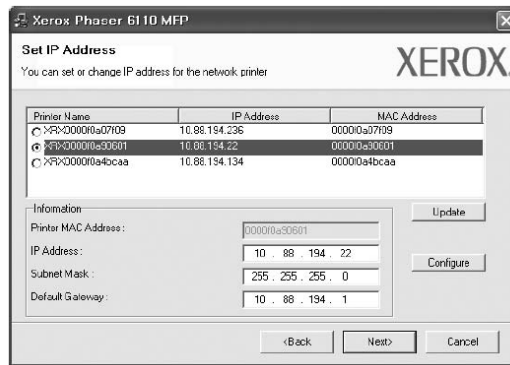 Xerox Phaser 6110 MFP
Set IP Address
You can set or change IP address for the network printer
XEROX.
Printer Name IP Address MAC Address
XRX0000f0a07f09 10.88.194.236 0000f0a07f09
XRX0000f0a90601 10.88.194.22 0000f0a90601
XRX0000f0a4bcaa 10.88.194.134 0000f0a4bcaa
Information
Printer MAC Address : 0000f0a90601
IP Address : 10 . 88 . 194 . 22
Subnet Mask : 255 . 255 . 255 . 0
Default Gateway : 10 . 88 . 194 . 1
Update
Configure
<Back Next> Cancel